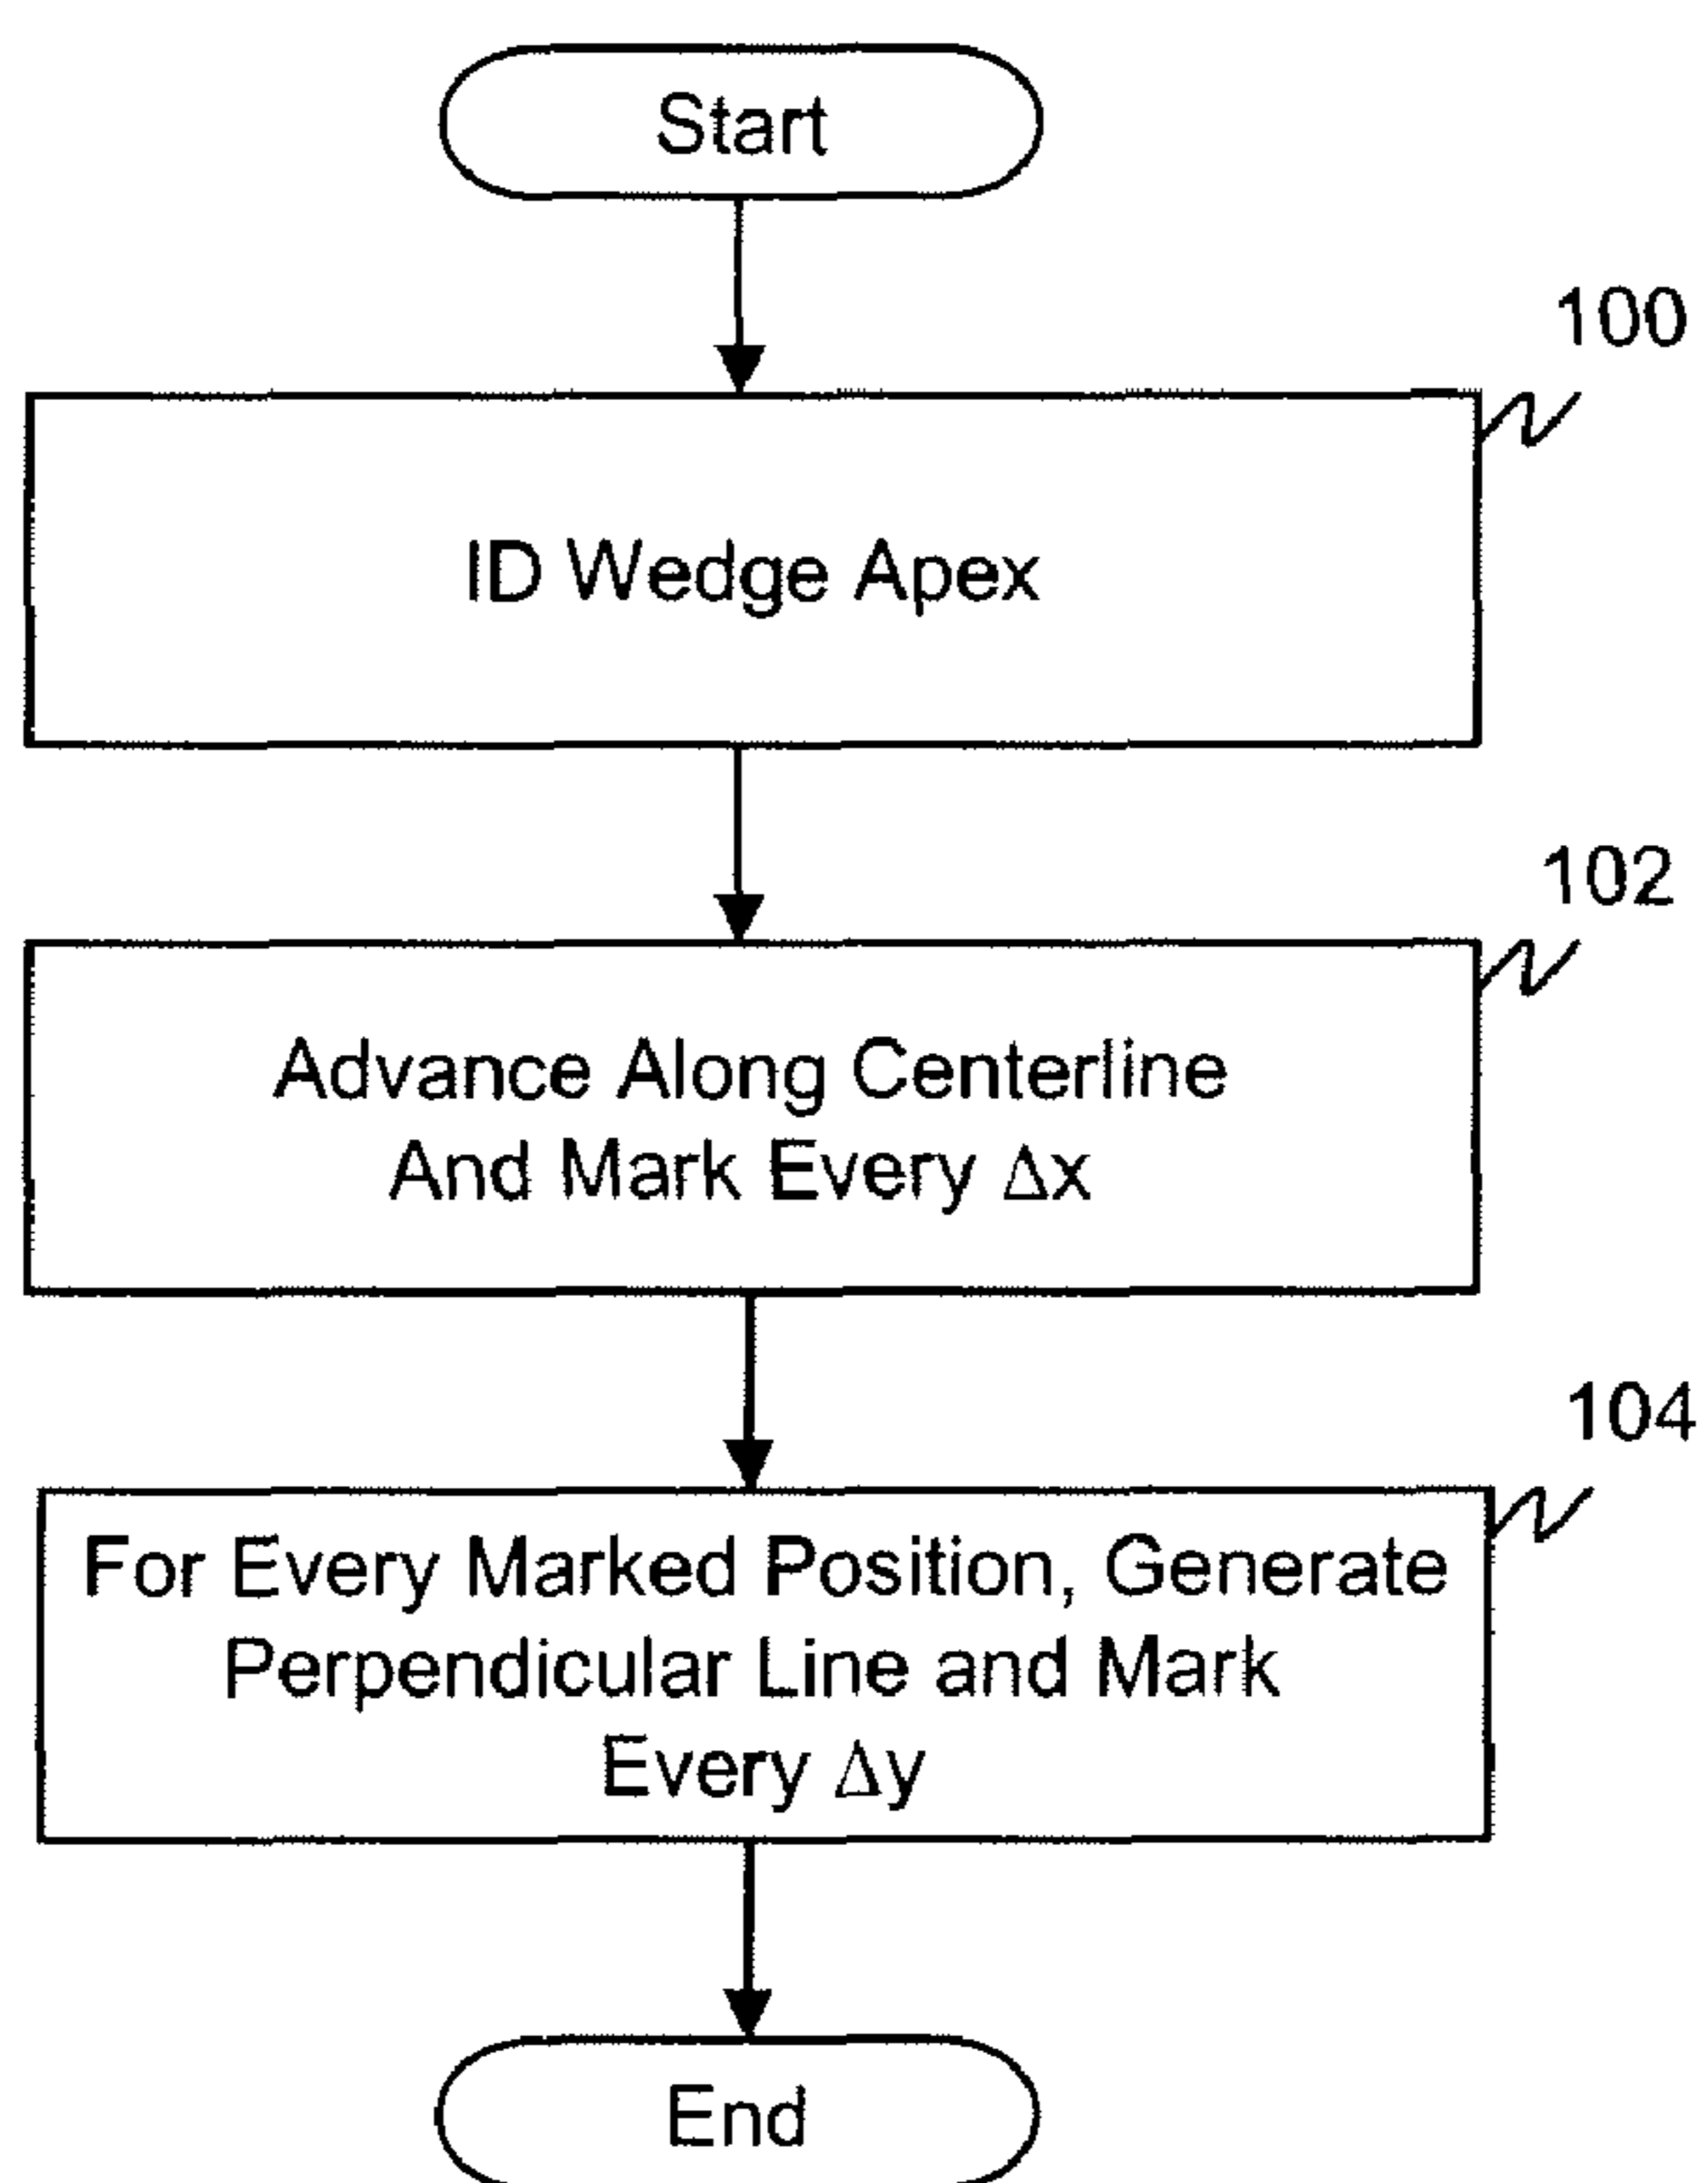 Start
100
ID Wedge Apex
102
Advance Along Centerline
And Mark Every Δx
104
For Every Marked Position, Generate
Perpendicular Line and Mark
Every Δy
End